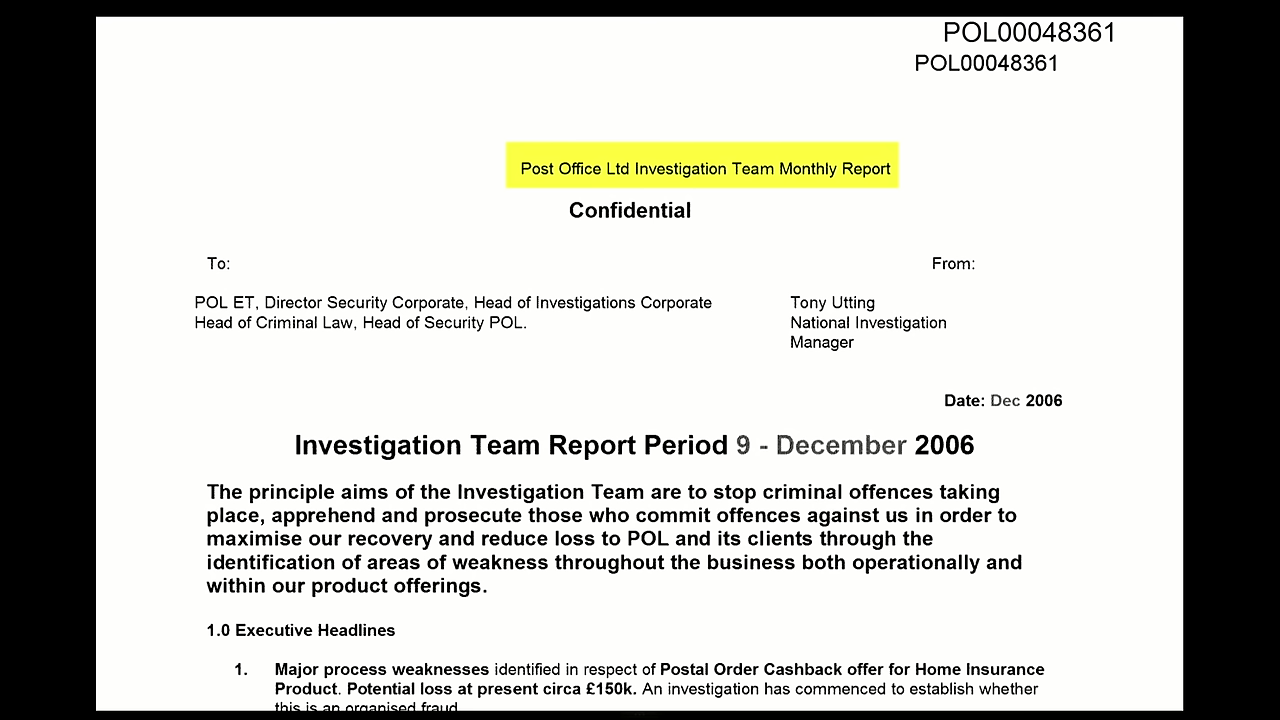 POL00048361
POL00048361
Post Office Ltd Investigation Team Monthly Report
Confidential
To:
From:
POL ET, Director Security Corporate, Head of Investigations Corporate
Head of Criminal Law, Head of Security POL.
Tony Utting
National Investigation
Manager
Date: Dec 2006
Investigation Team Report Period 9 - December 2006
The principle aims of the Investigation Team are to stop criminal offences taking
place, apprehend and prosecute those who commit offences against us in order to
maximise our recovery and reduce loss to POL and its clients through the
identification of areas of weakness throughout the business both operationally and
within our product offerings.
1.0 Executive Headlines
1. Major process weaknesses identified in respect of Postal Order Cashback offer for Home Insurance
Product. Potential loss at present circa £150k. An investigation has commenced to establish whether
this is an organised fraud